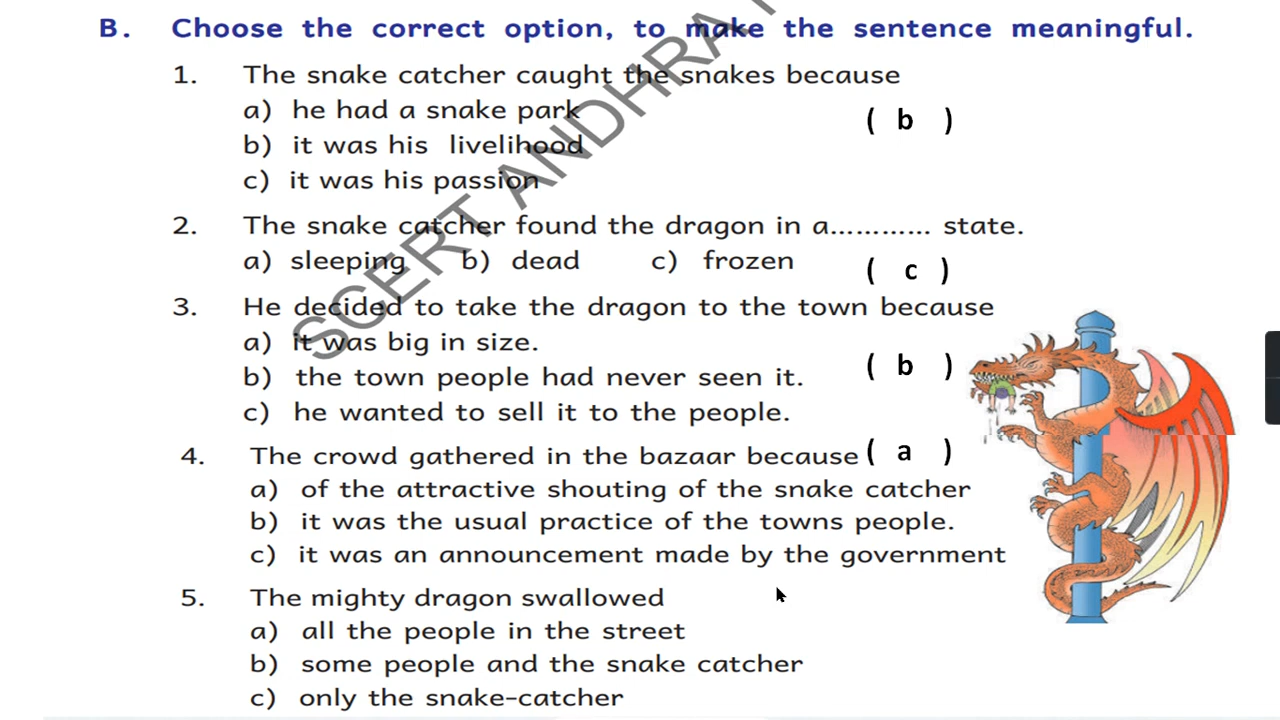 B. Choose the correct option, to make the sentence meaningful.
1. The snake catcher caught the snakes because
a) he had a snake park
( b )
b) it was his livelihood
c) it was his passion
2. The snake catcher found the dragon in a............ state.
a) sleeping b) dead c) frozen ( c )
3. He decided to take the dragon to the town because
a) it was big in size.
b) the town people had never seen it. ( b )
c) he wanted to sell it to the people.
4. The crowd gathered in the bazaar because ( a )
a) of the attractive shouting of the snake catcher
b) it was the usual practice of the towns people.
c) it was an announcement made by the government
5. The mighty dragon swallowed
a) all the people in the street
b) some people and the snake catcher
c) only the snake-catcher
SCERT ANDHRA